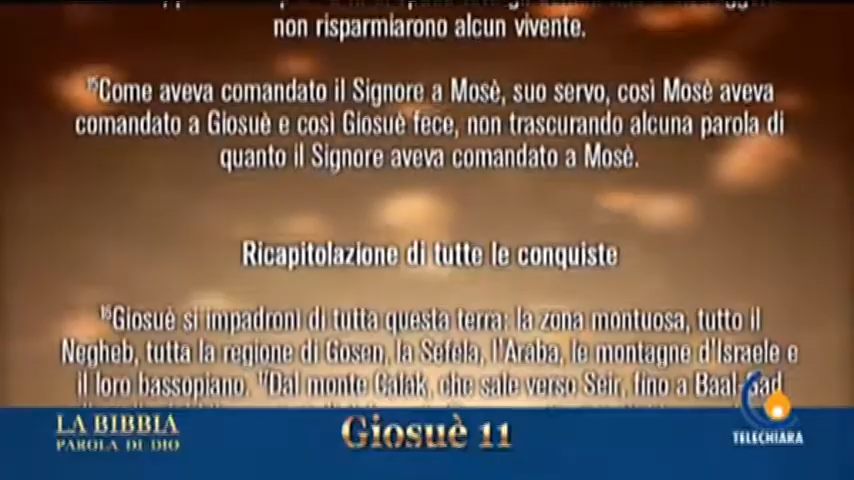 non risparmiarono alcun vivente.
¹⁵Come aveva comandato il Signore a Mosè, suo servo, così Mosè aveva
comandato a Giosuè e così Giosuè fece, non trascurando alcuna parola di
quanto il Signore aveva comandato a Mosè.
Ricapitolazione di tutte le conquiste
¹⁶Giosuè si impadronì di tutta questa terra: la zona montuosa, tutto il
Negheb, tutta la regione di Gosen, la Sefela, l'Araba, le montagne d'Israele e
il loro bassopiano. ¹⁷Dal monte Calak, che sale verso Seir, fino a Baal-Gad
LA BIBBIA
PAROLA DI DIO
Giosuè 11
TELECHIARA